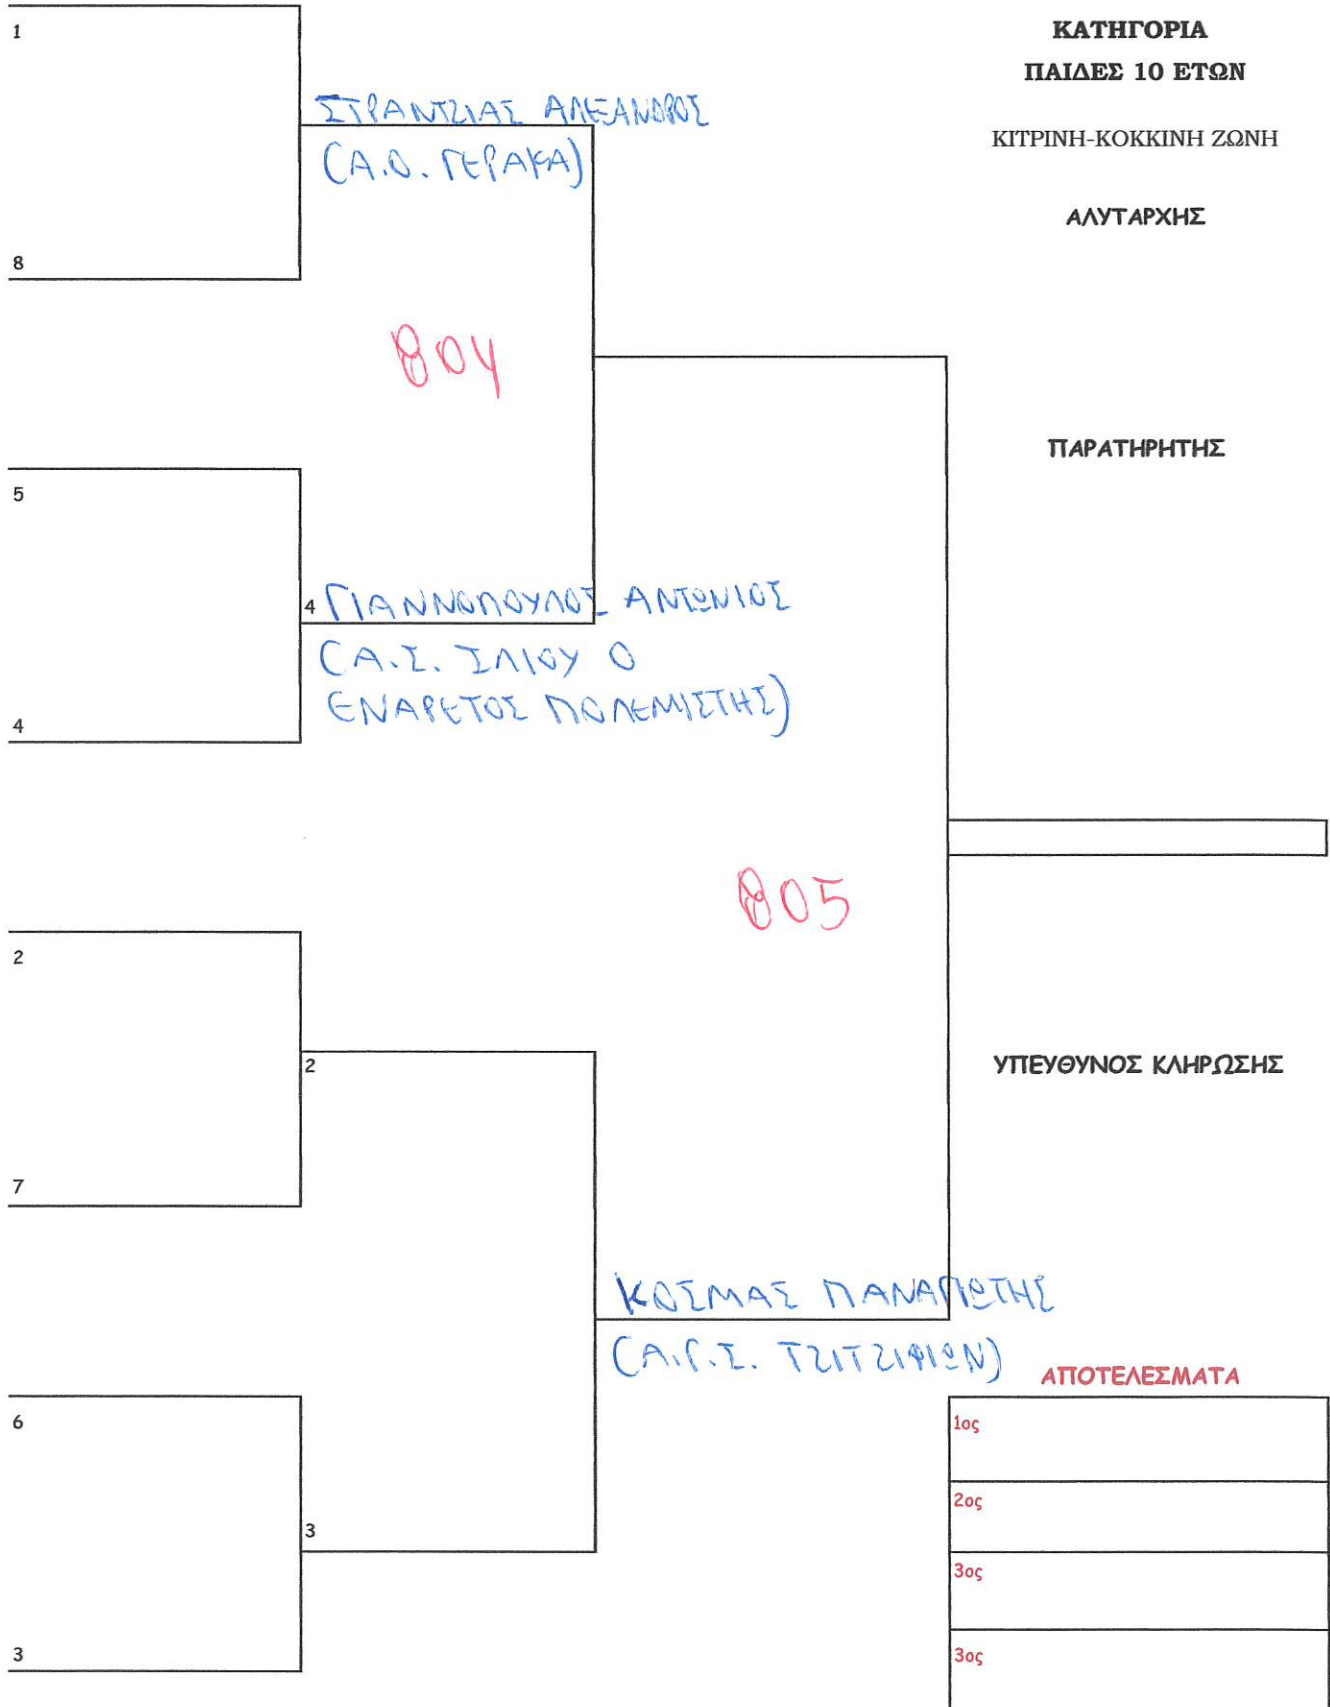 1
ΚΑΤΗΓΟΡΙΑ
ΠΑΙΔΕΣ 10 ΕΤΩΝ
ΣΤΡΑΝΤΖΙΑΣ ΑΛΕΞΑΝΔΡΟΣ
(Α.Ο. ΓΕΡΑΚΑ)
ΚΙΤΡΙΝΗ-ΚΟΚΚΙΝΗ ΖΩΝΗ
ΑΛΥΤΑΡΧΗΣ
8
804
ΠΑΡΑΤΗΡΗΤΗΣ
5
4 ΓΙΑΝΝΟΠΟΥΛΟΣ ΑΝΤΩΝΙΟΣ
(Α.Σ. ΙΛΙΟΥ Ο
ΕΝΑΡΕΤΟΣ ΠΟΛΕΜΙΣΤΗΣ)
4
805
2
2
ΥΠΕΥΘΥΝΟΣ ΚΛΗΡΩΣΗΣ
7
ΚΟΣΜΑΣ ΠΑΝΑΓΙΩΤΗΣ
(Α.Γ.Σ. ΤΖΙΤΖΙΦΙΩΝ)
ΑΠΟΤΕΛΕΣΜΑΤΑ
6
1ος
2ος
3
3ος
3
3ος